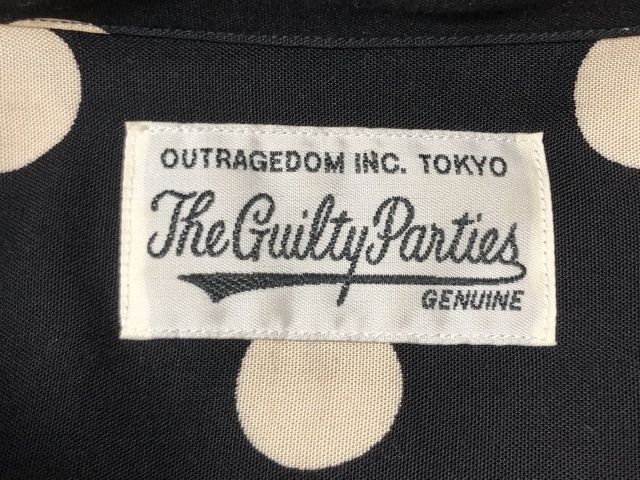 OUTRAGEDOM INC. TOKYO
The Guilty Parties
GENUINE